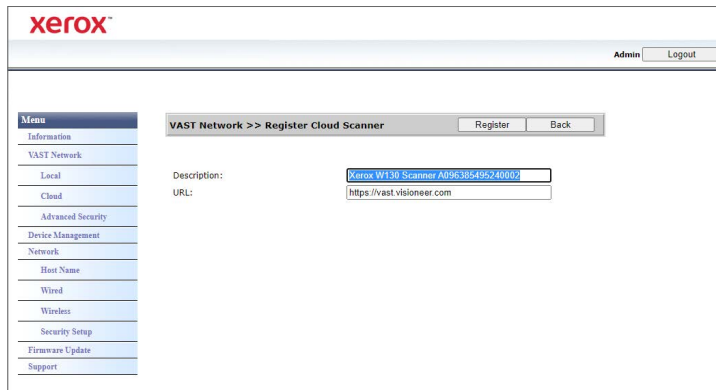 xerox™
Admin Logout
Menu
Information
VAST Network
Local
Cloud
Advanced Security
Device Management
Network
Host Name
Wired
Wireless
Security Setup
Firmware Update
Support
VAST Network >> Register Cloud Scanner Register Back
Description: Xerox W130 Scanner A096385495240002
URL: https://vast.visioneer.com